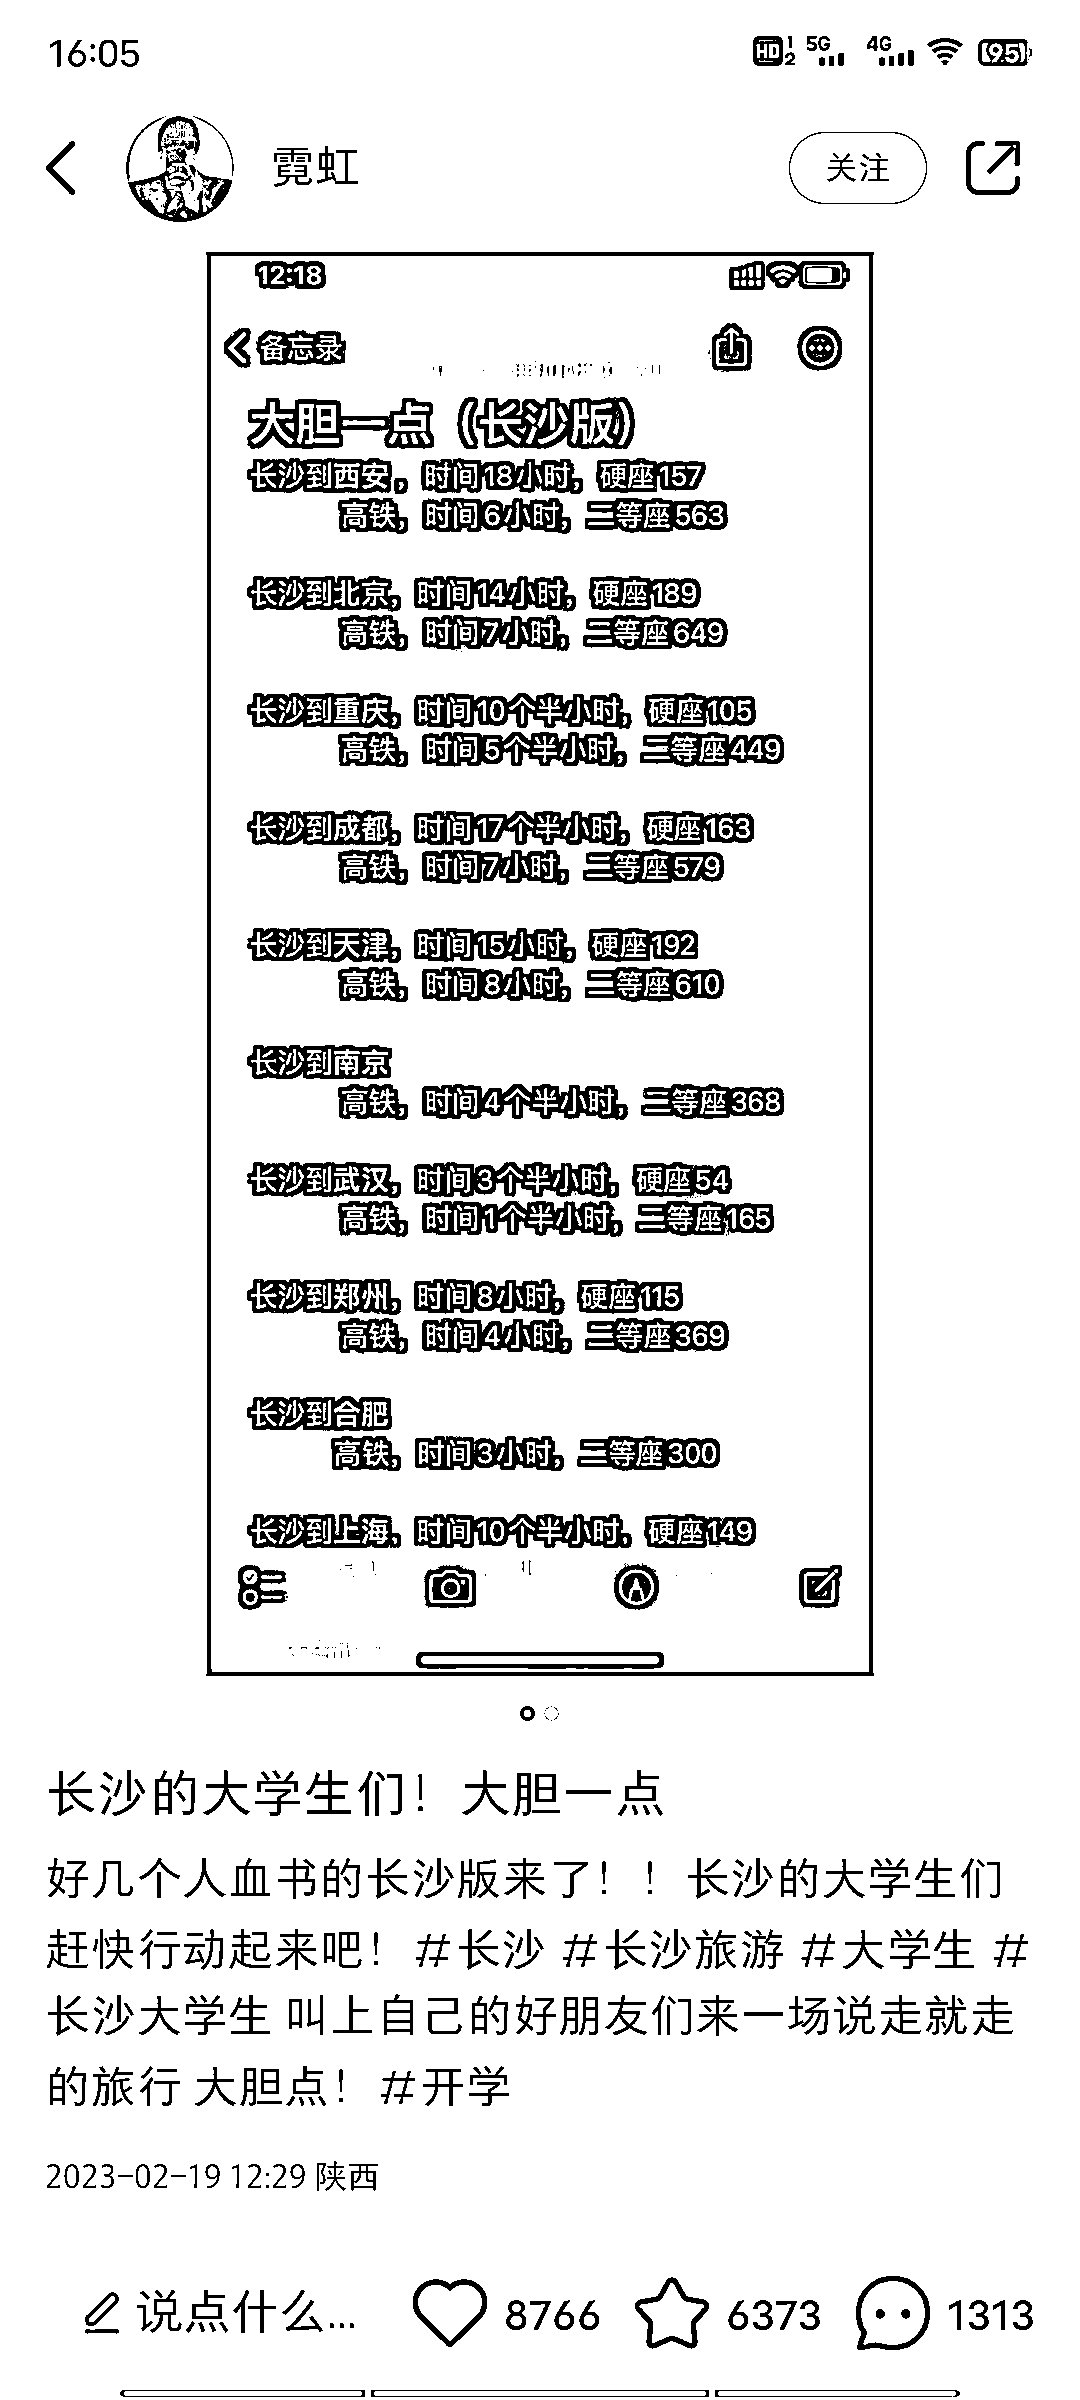 16:05
HD 1 2 5G 4G 95
霓虹
关注
12:18
备忘录
大胆一点（长沙版）
长沙到西安，时间18小时，硬座157
高铁，时间6小时，二等座563
长沙到北京，时间14小时，硬座189
高铁，时间7小时，二等座649
长沙到重庆，时间10个半小时，硬座105
高铁，时间5个半小时，二等座449
长沙到成都，时间17个半小时，硬座163
高铁，时间7小时，二等座579
长沙到天津，时间15小时，硬座192
高铁，时间8小时，二等座610
长沙到南京
高铁，时间4个半小时，二等座368
长沙到武汉，时间3个半小时，硬座54
高铁，时间1个半小时，二等座165
长沙到郑州，时间8小时，硬座115
高铁，时间4小时，二等座369
长沙到合肥
高铁，时间3小时，二等座300
长沙到上海，时间10个半小时，硬座149
长沙的大学生们！大胆一点
好几个人血书的长沙版来了！！长沙的大学生们
赶快行动起来吧！#长沙 #长沙旅游 #大学生 #
长沙大学生 叫上自己的好朋友们来一场说走就走
的旅行 大胆点！#开学
2023-02-19 12:29 陕西
说点什么... 8766 6373 1313